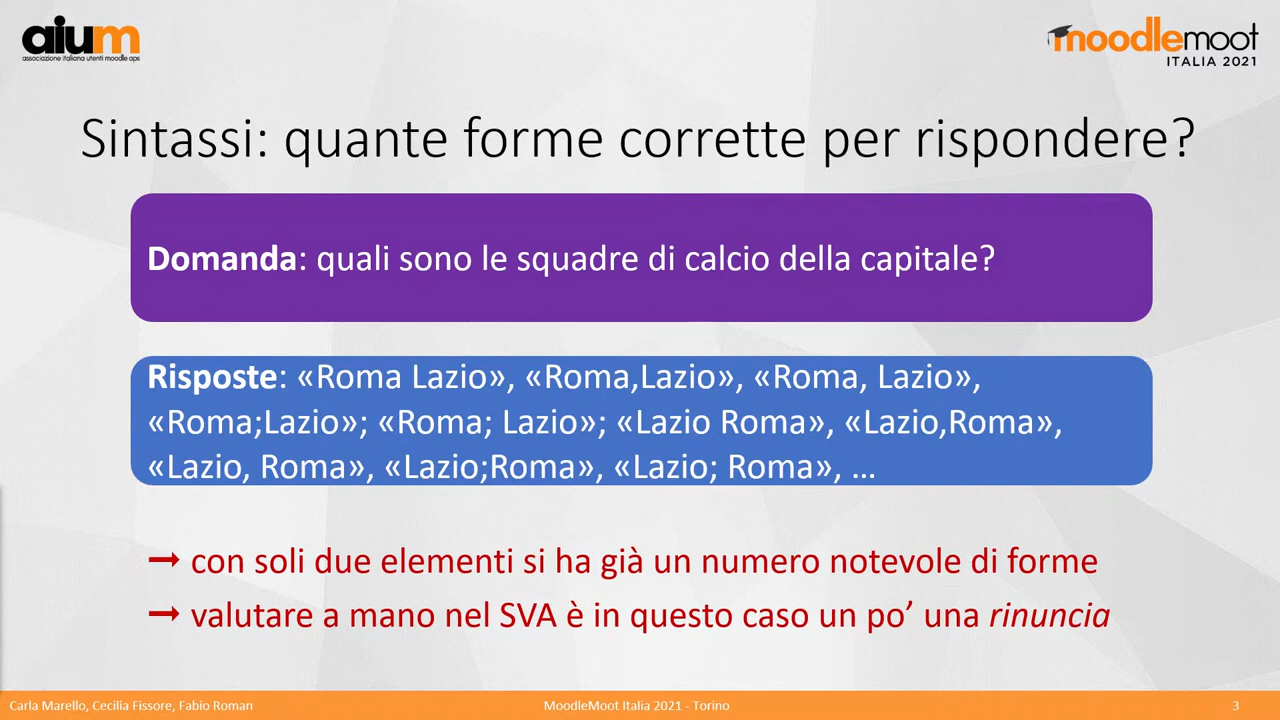 aium
associazione italiana utenti moodle aps
moodlemoot
ITALIA 2021
Sintassi: quante forme corrette per rispondere?
Domanda: quali sono le squadre di calcio della capitale?
Risposte: «Roma Lazio», «Roma,Lazio», «Roma, Lazio»,
«Roma;Lazio»; «Roma; Lazio»; «Lazio Roma», «Lazio,Roma»,
«Lazio, Roma», «Lazio;Roma», «Lazio; Roma», ...
→ con soli due elementi si ha già un numero notevole di forme
→ valutare a mano nel SVA è in questo caso un po’ una rinuncia
Carla Marello, Cecilia Fissore, Fabio Roman
MoodleMoot Italia 2021 - Torino
3